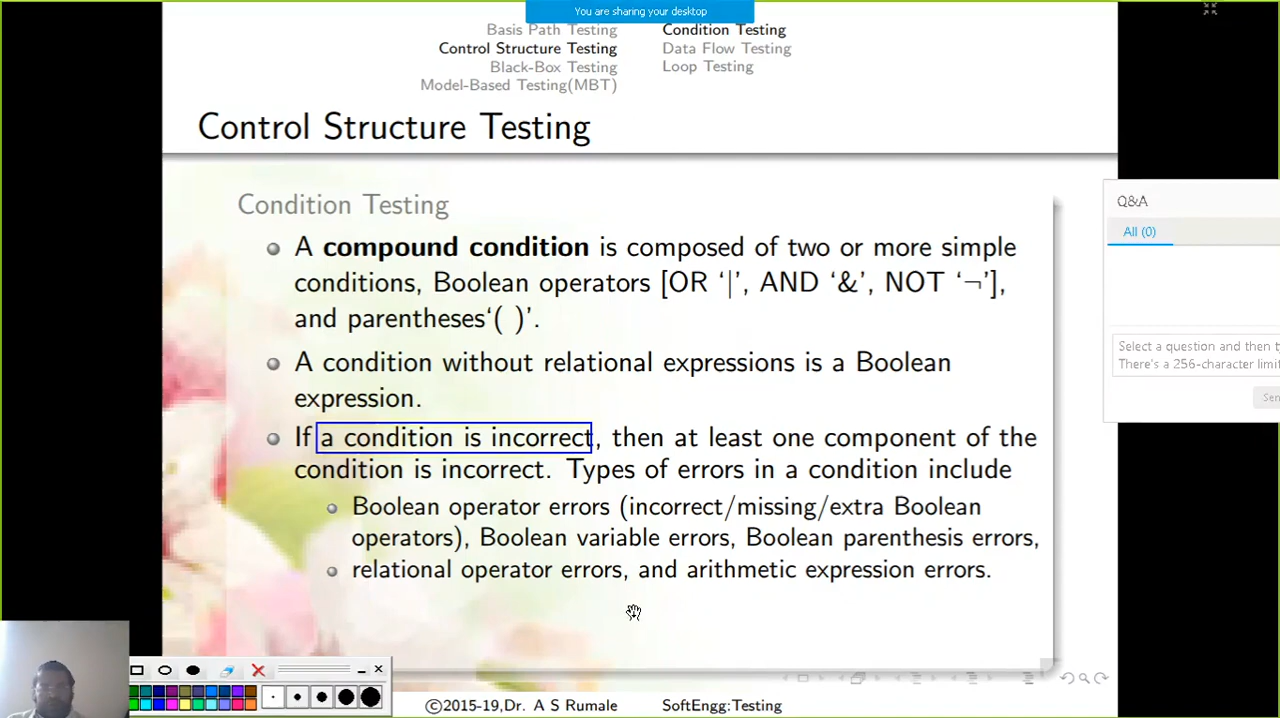 You are sharing your desktop
Basis Path Testing
Control Structure Testing
Black-Box Testing
Model-Based Testing(MBT)
Condition Testing
Data Flow Testing
Loop Testing
Control Structure Testing
Condition Testing
A compound condition is composed of two or more simple
conditions, Boolean operators [OR ‘|’, AND ‘&’, NOT ‘¬’],
and parentheses‘( )’.
A condition without relational expressions is a Boolean
expression.
If a condition is incorrect, then at least one component of the
condition is incorrect. Types of errors in a condition include
Boolean operator errors (incorrect/missing/extra Boolean
operators), Boolean variable errors, Boolean parenthesis errors,
relational operator errors, and arithmetic expression errors.
Q&A
All (0)
Select a question and then ty
There's a 256-character limi
Sen
©2015-19,Dr. A S Rumale
SoftEngg:Testing